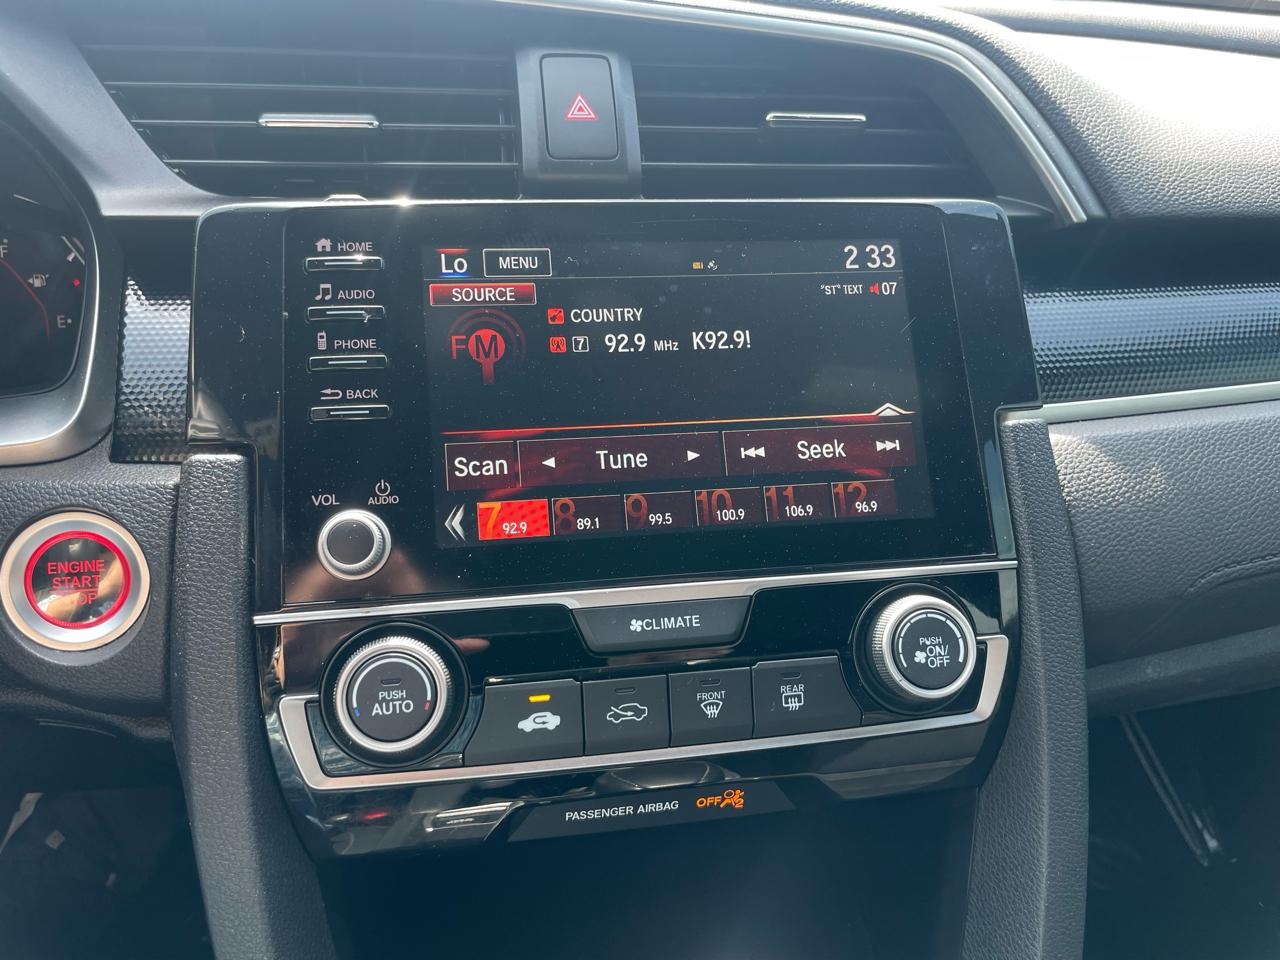 HOME
Lo MENU 2 33
AUDIO
SOURCE
"ST" TEXT 07
F
COUNTRY
FM
7 92.9 MHz K92.9!
E
PHONE
BACK
Scan Tune Seek
VOL AUDIO
7 92.9 8 89.1 9 99.5 10 100.9 11 106.9 12 96.9
ENGINE
START
STOP
CLIMATE
PUSH
AUTO
FRONT
REAR
PUSH
ON/
OFF
PASSENGER AIRBAG OFF 2